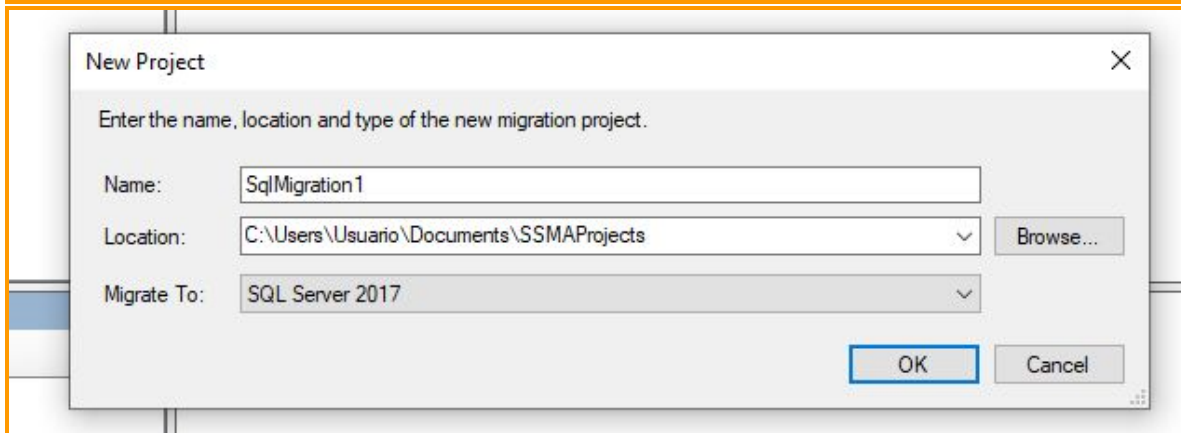 New Project
Enter the name, location and type of the new migration project.
Name: SqlMigration1
Location: C:\Users\Usuario\Documents\SSMAProjects Browse...
Migrate To: SQL Server 2017
OK Cancel